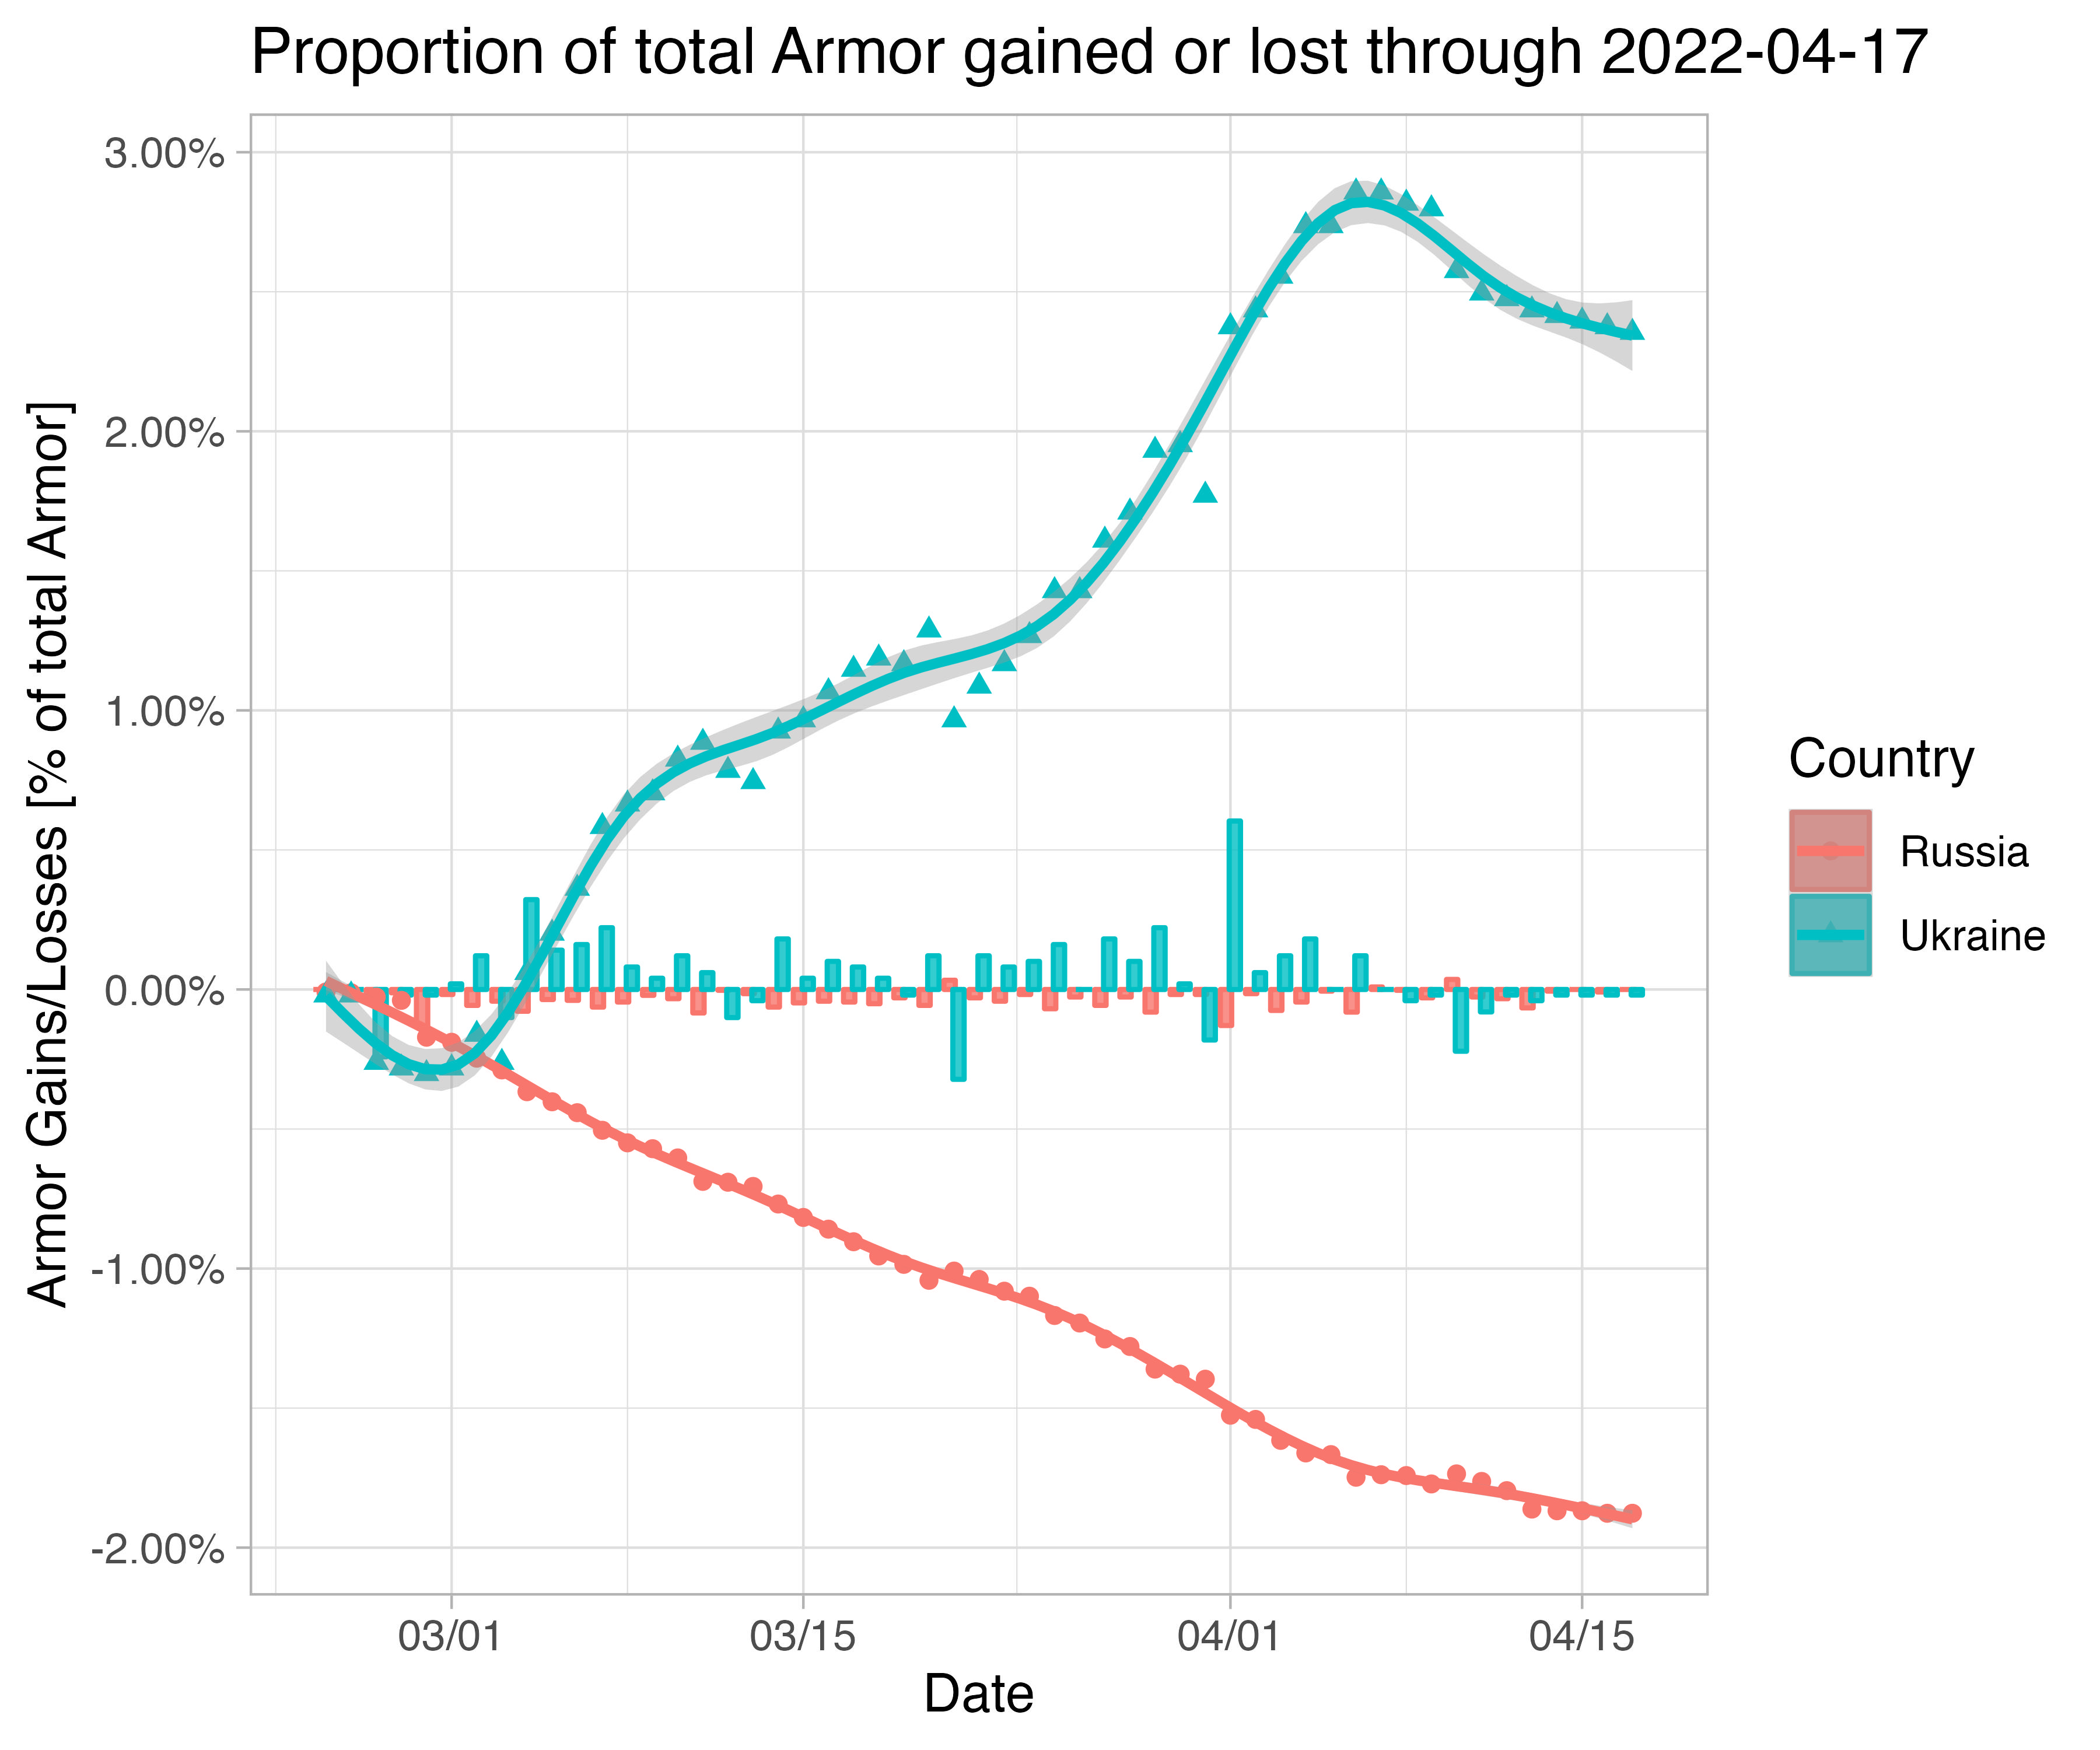 Proportion of total Armor gained or lost through 2022-04-17
Armor Gains/Losses [% of total Armor]
3.00%
2.00%
1.00%
0.00%
-1.00%
-2.00%
03/01
03/15
04/01
04/15
Date
Country
Russia
Ukraine